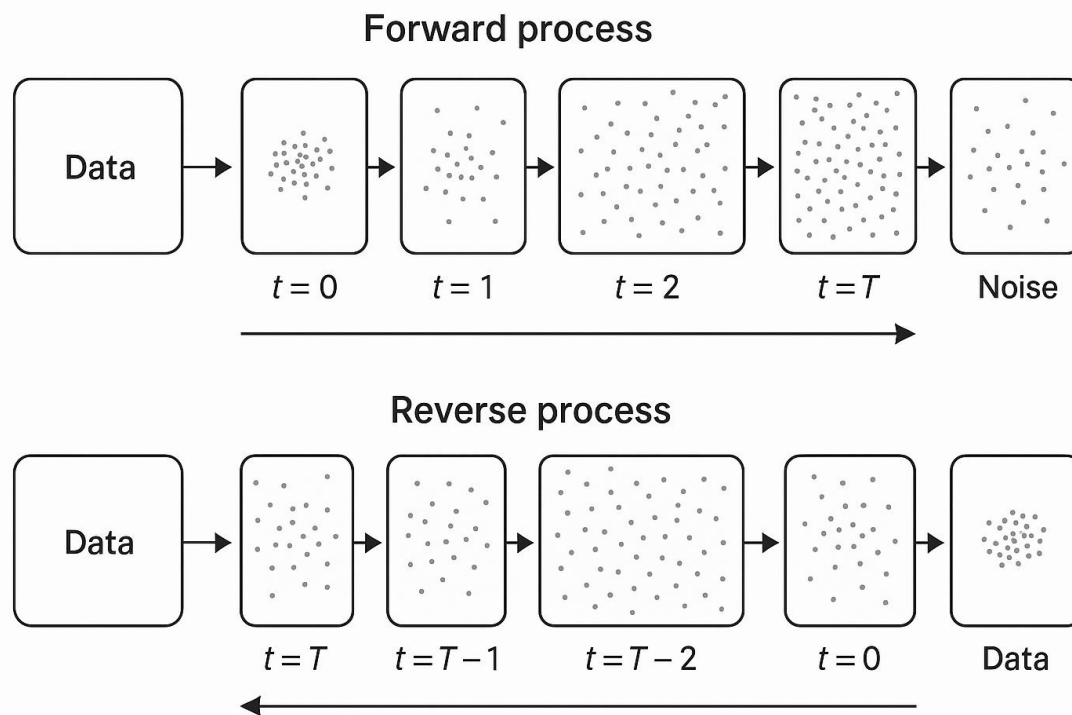 Forward process
Data
t = 0
t = 1
t = 2
t = T
Noise
Reverse process
Data
t = T
t = T − 1
t = T − 2
t = 0
Data